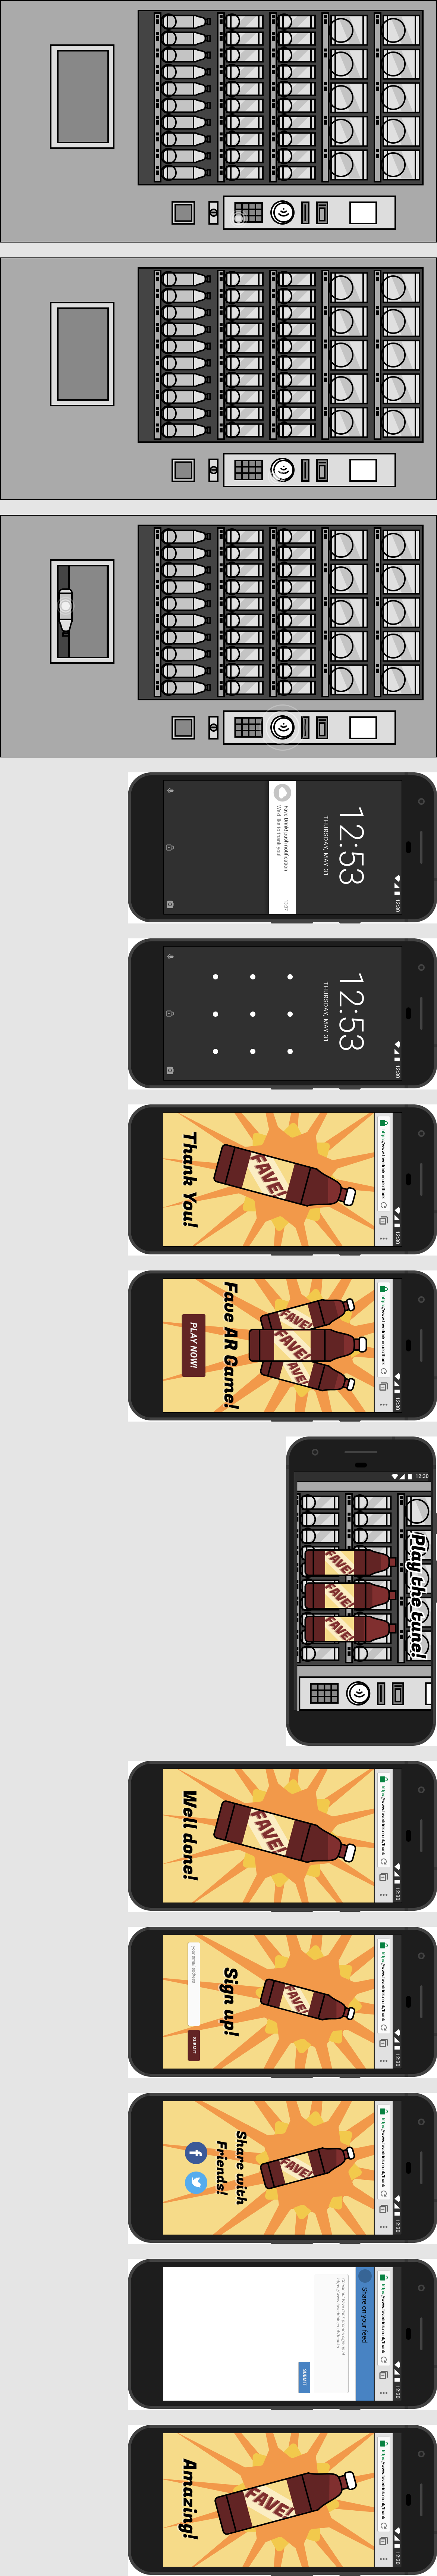 12:30
12:53
THURSDAY, MAY 31
Fave Drink! push notification
We'd like to thank you!
12:30
12:53
THURSDAY, MAY 31
12:30
https://www.favedrink.co.uk/thank
FAVE!
Thank You!
12:30
https://www.favedrink.co.uk/thank
FAVE!
FAVE!
FAVE!
Fave AR Game!
PLAY NOW!
12:30
Play the tune!
FAVE!
FAVE!
FAVE!
12:30
https://www.favedrink.co.uk/thank
FAVE!
Well done!
12:30
https://www.favedrink.co.uk/thank
FAVE!
Sign up!
your email address
SUBMIT
12:30
https://www.favedrink.co.uk/thank
FAVE!
Share with
Friends!
12:30
https://www.favedrink.co.uk/thank
Share on your feed
SUBMIT
12:30
https://www.favedrink.co.uk/thank
FAVE!
Amazing!